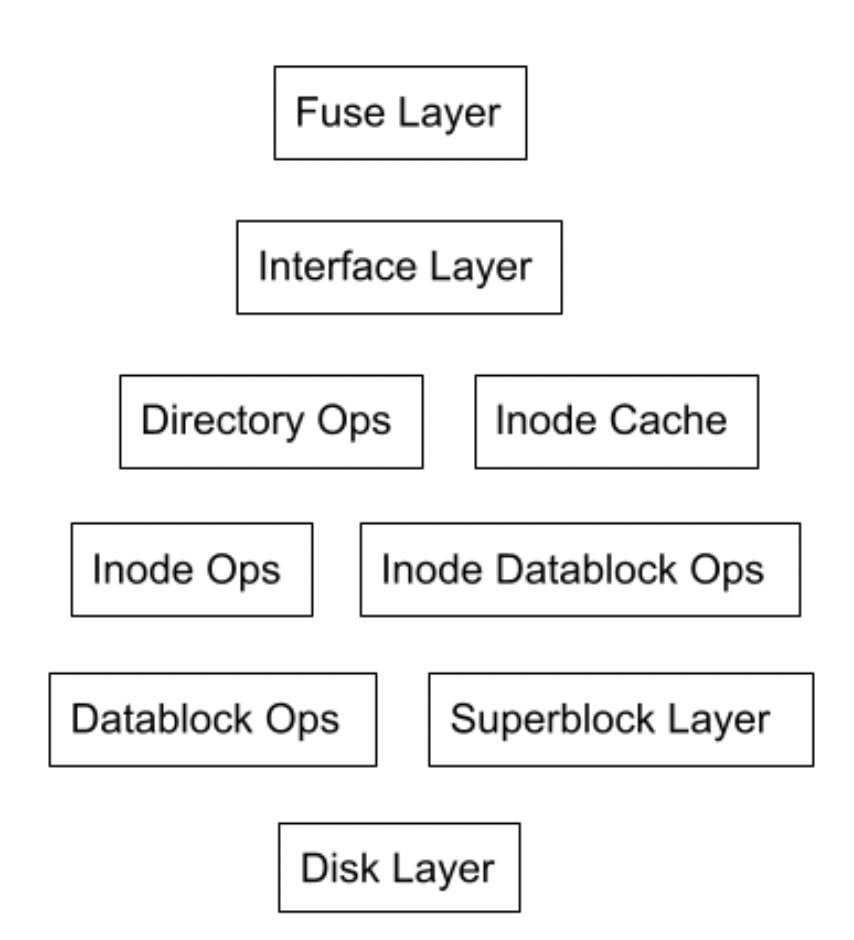 Fuse Layer
Interface Layer
Directory Ops
Inode Cache
Inode Ops
Inode Datablock Ops
Datablock Ops
Superblock Layer
Disk Layer